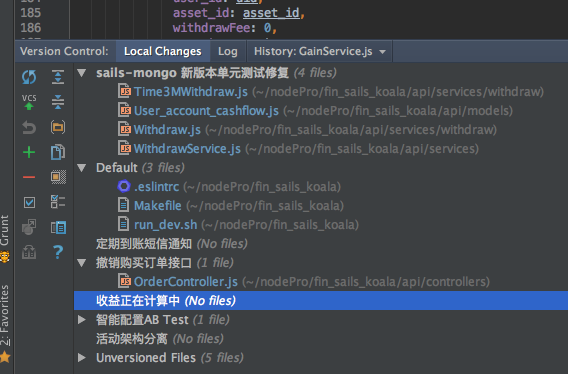 185 asset_id: asset_id,
186 withdrawFee: 0,
Version Control: Local Changes Log History: GainService.js
sails-mongo 新版本单元测试修复 (4 files)
Time3MWithdraw.js (~/nodePro/fin_sails_koala/api/services/withdraw)
User_account_cashflow.js (~/nodePro/fin_sails_koala/api/models)
Withdraw.js (~/nodePro/fin_sails_koala/api/services/withdraw)
WithdrawService.js (~/nodePro/fin_sails_koala/api/services)
Default (3 files)
.eslintrc (~/nodePro/fin_sails_koala)
Makefile (~/nodePro/fin_sails_koala)
run_dev.sh (~/nodePro/fin_sails_koala)
定期到账短信通知 (No files)
撤销购买订单接口 (1 file)
OrderController.js (~/nodePro/fin_sails_koala/api/controllers)
收益正在计算中 (No files)
智能配置AB Test (1 file)
活动架构分离 (No files)
Unversioned Files (5 files)
VCS
Grunt
2: Favorites